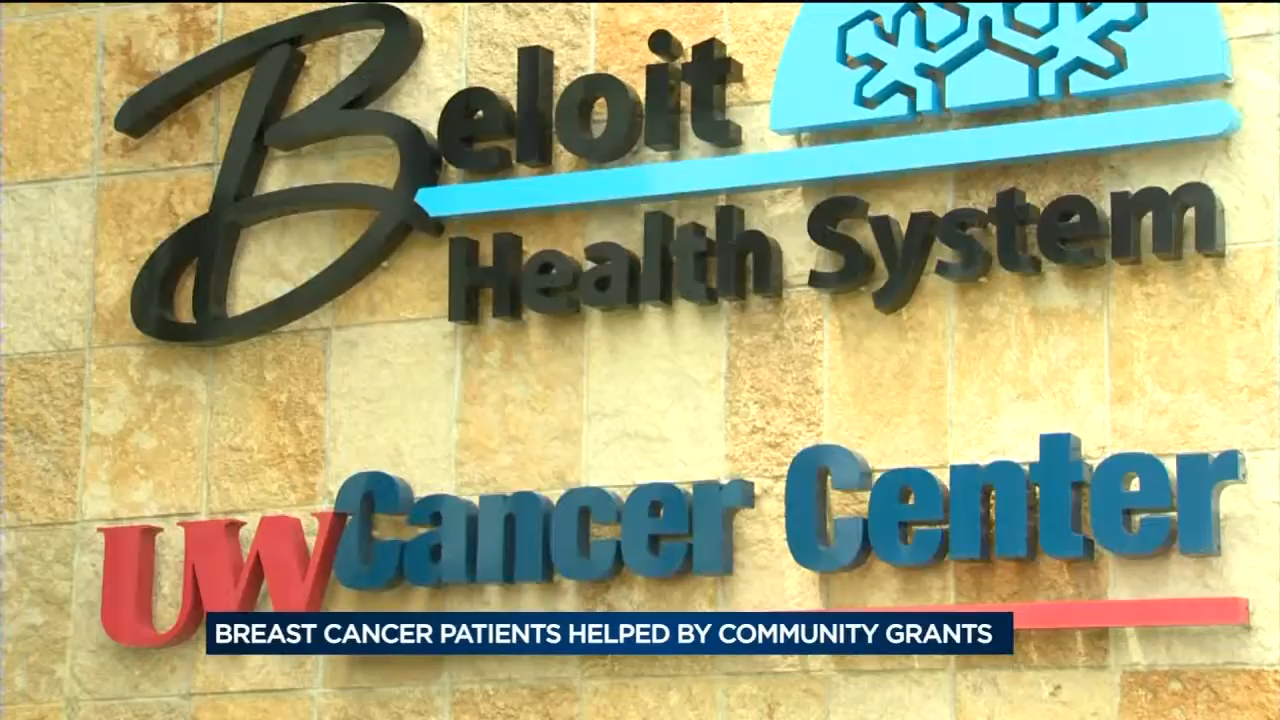 Beloit
Health System
UW Cancer Center
BREAST CANCER PATIENTS HELPED BY COMMUNITY GRANTS